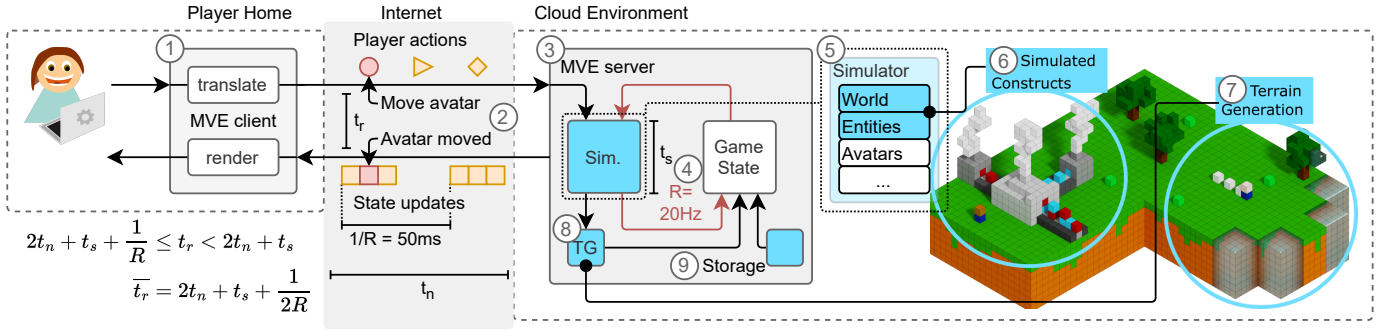 Player Home
Internet
Cloud Environment
1
translate
MVE client
render
Player actions
Move avatar
2
t_r
Avatar moved
State updates
1/R = 50ms
t_n
2t_n + t_s + \frac{1}{R} \leq t_r < 2t_n + t_s
\overline{t_r} = 2t_n + t_s + \frac{1}{2R}
3
MVE server
Sim.
t_s
4
R=
20Hz
Game
State
8
TG
9
Storage
5
Simulator
World
Entities
Avatars
...
6
Simulated
Constructs
7
Terrain
Generation